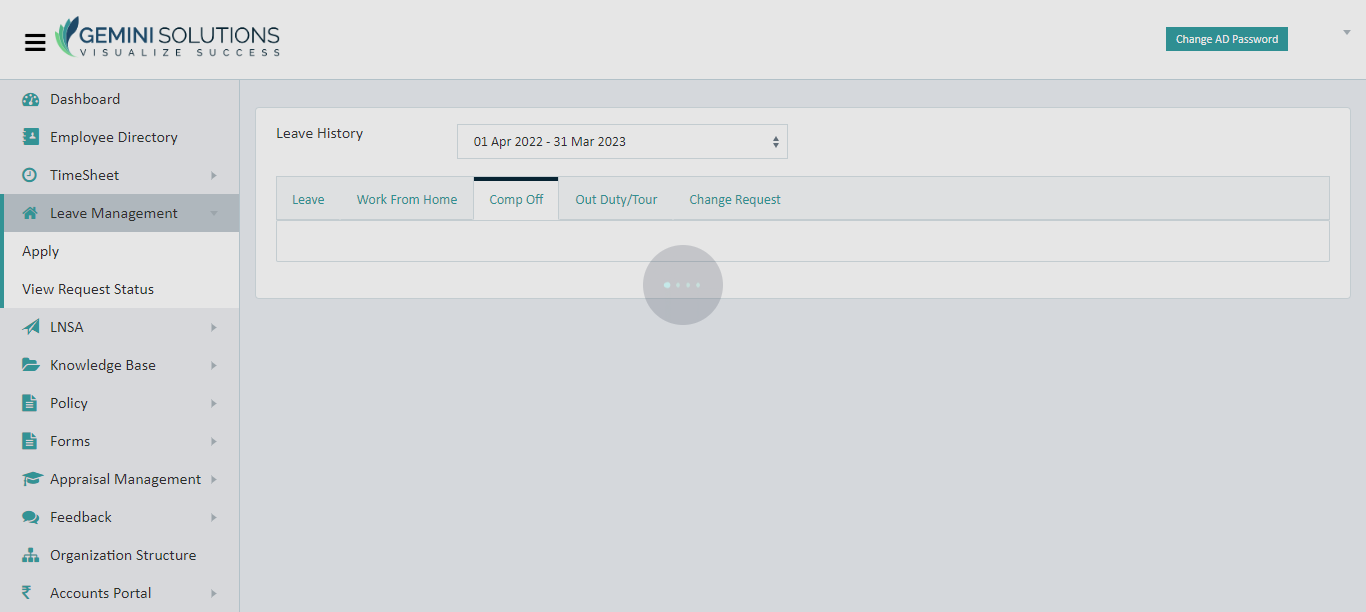 GEMINI SOLUTIONS
VISUALIZE SUCCESS
Change AD Password
Dashboard
Employee Directory
TimeSheet
Leave Management
Apply
View Request Status
LNSA
Knowledge Base
Policy
Forms
Appraisal Management
Feedback
Organization Structure
₹ Accounts Portal
Leave History
01 Apr 2022 - 31 Mar 2023
Leave Work From Home Comp Off Out Duty/Tour Change Request